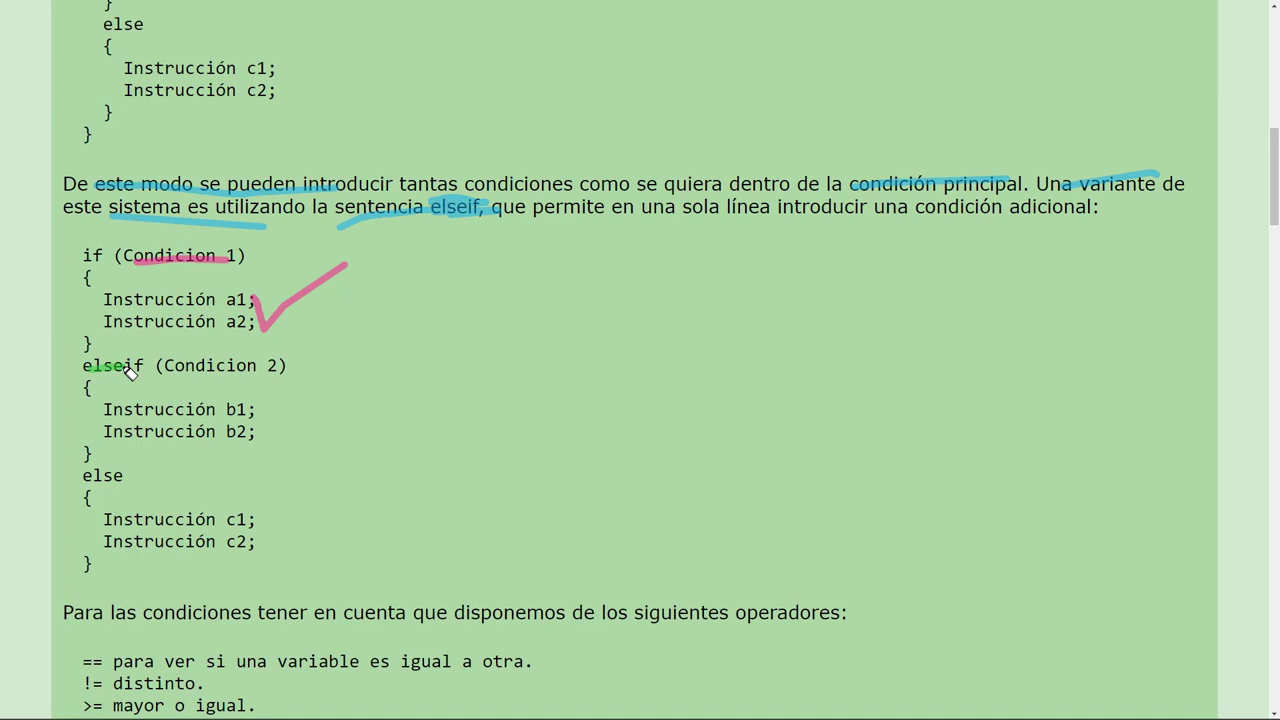 }
else
{
Instrucción c1;
Instrucción c2;
}
}
De este modo se pueden introducir tantas condiciones como se quiera dentro de la condición principal. Una variante de
este sistema es utilizando la sentencia elseif, que permite en una sola línea introducir una condición adicional:
if (Condicion 1)
{
Instrucción a1;
Instrucción a2;
}
elseif (Condicion 2)
{
Instrucción b1;
Instrucción b2;
}
else
{
Instrucción c1;
Instrucción c2;
}
Para las condiciones tener en cuenta que disponemos de los siguientes operadores:
== para ver si una variable es igual a otra.
!= distinto.
>= mayor o igual.